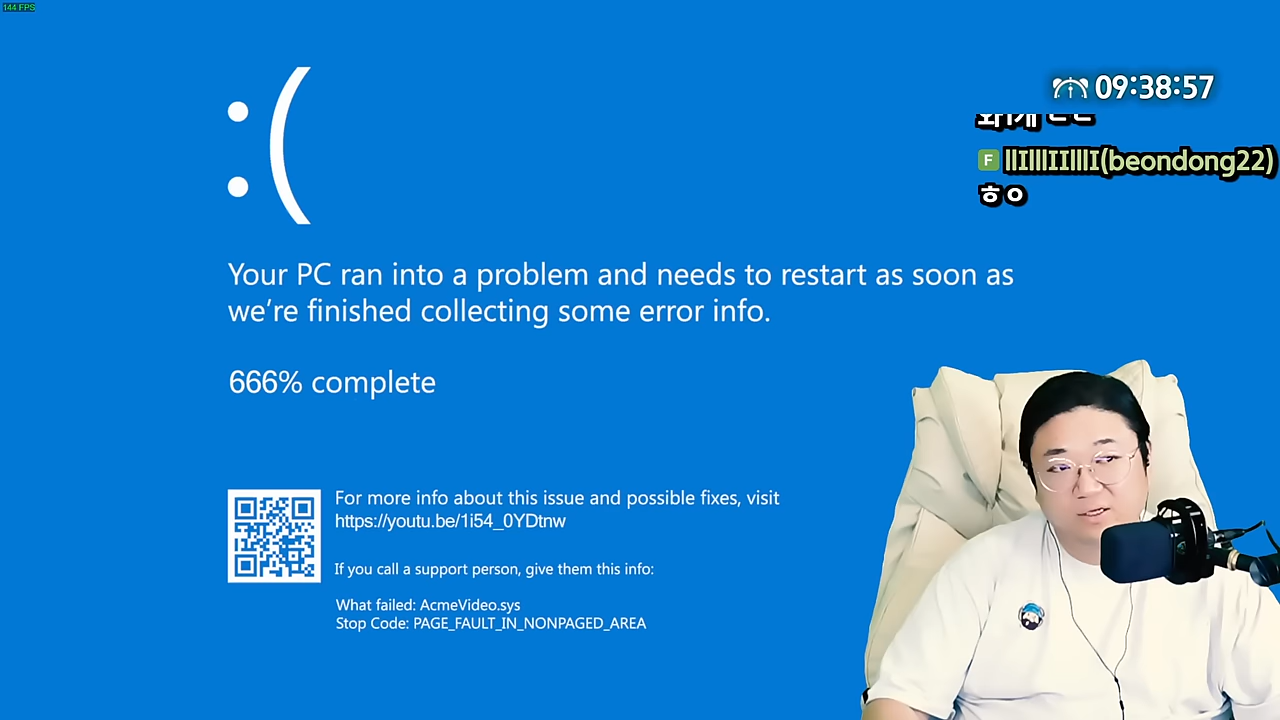 144 FPS
09:38:57
F llIlllIIlllI(beondong22)
ㅎㅇ
:(
Your PC ran into a problem and needs to restart as soon as
we're finished collecting some error info.
666% complete
For more info about this issue and possible fixes, visit
https://youtu.be/1i54_0YDtnw
If you call a support person, give them this info:
What failed: AcmeVideo.sys
Stop Code: PAGE_FAULT_IN_NONPAGED_AREA